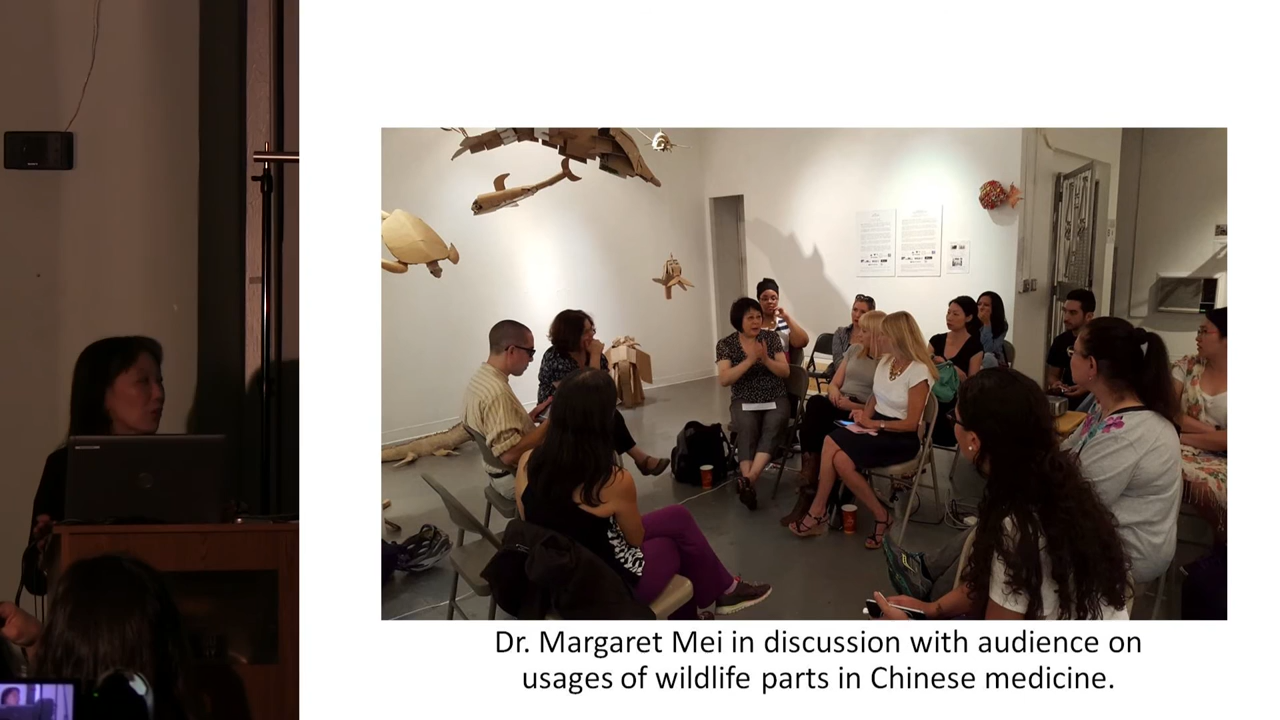 Dr. Margaret Mei in discussion with audience on
usages of wildlife parts in Chinese medicine.